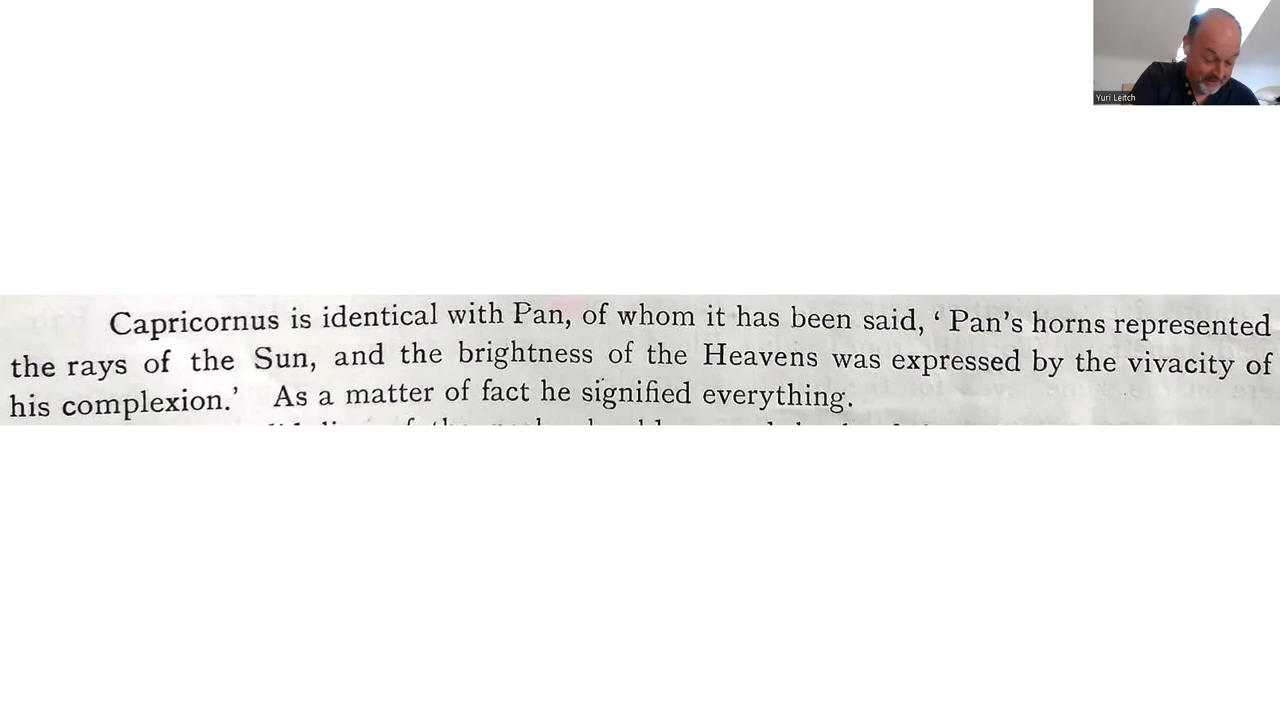 Yuri Leitch
Capricornus is identical with Pan, of whom it has been said, ‘ Pan’s horns represented
the rays of the Sun, and the brightness of the Heavens was expressed by the vivacity of
his complexion.’ As a matter of fact he signified everything.